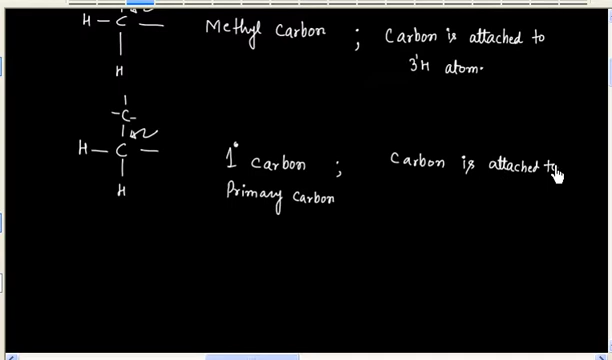 H – C – Methyl Carbon ; Carbon is attached to
H 3 'H atom.
– C –
H – C – 1° Carbon ; Carbon is attached to
H Primary carbon